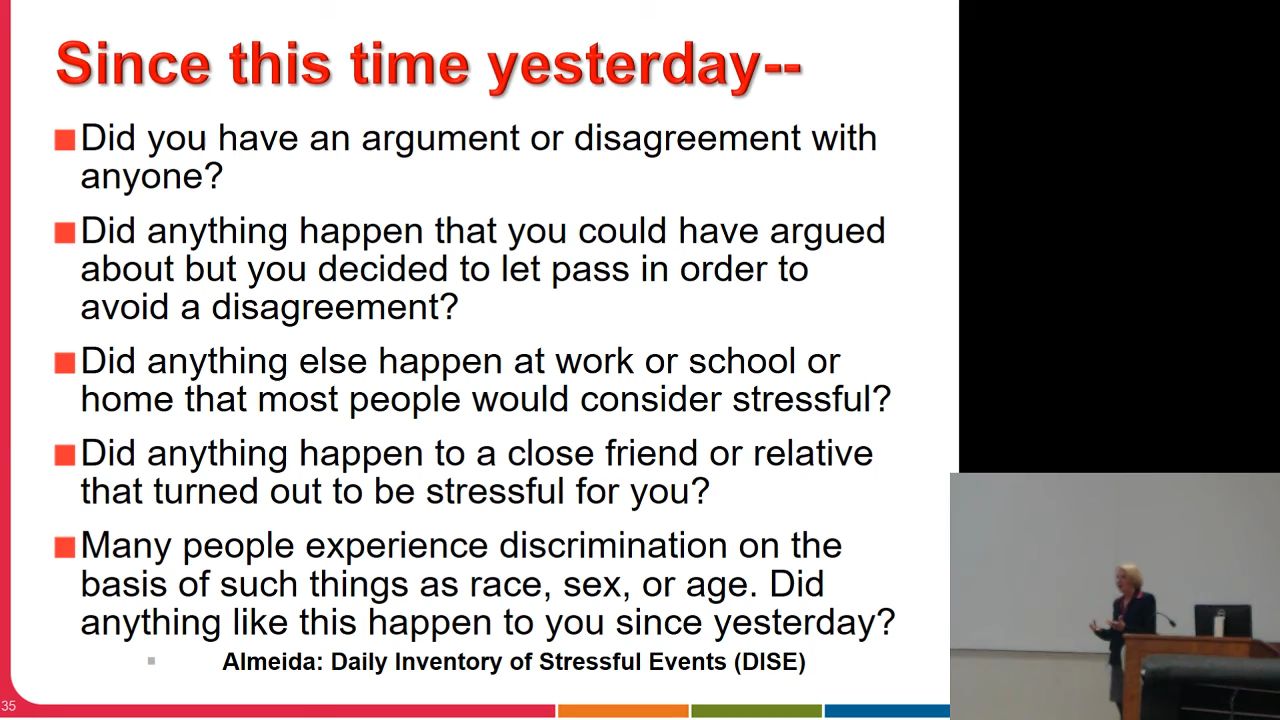 Since this time yesterday--
Did you have an argument or disagreement with
anyone?
Did anything happen that you could have argued
about but you decided to let pass in order to
avoid a disagreement?
Did anything else happen at work or school or
home that most people would consider stressful?
Did anything happen to a close friend or relative
that turned out to be stressful for you?
Many people experience discrimination on the
basis of such things as race, sex, or age. Did
anything like this happen to you since yesterday?
Almeida: Daily Inventory of Stressful Events (DISE)
35